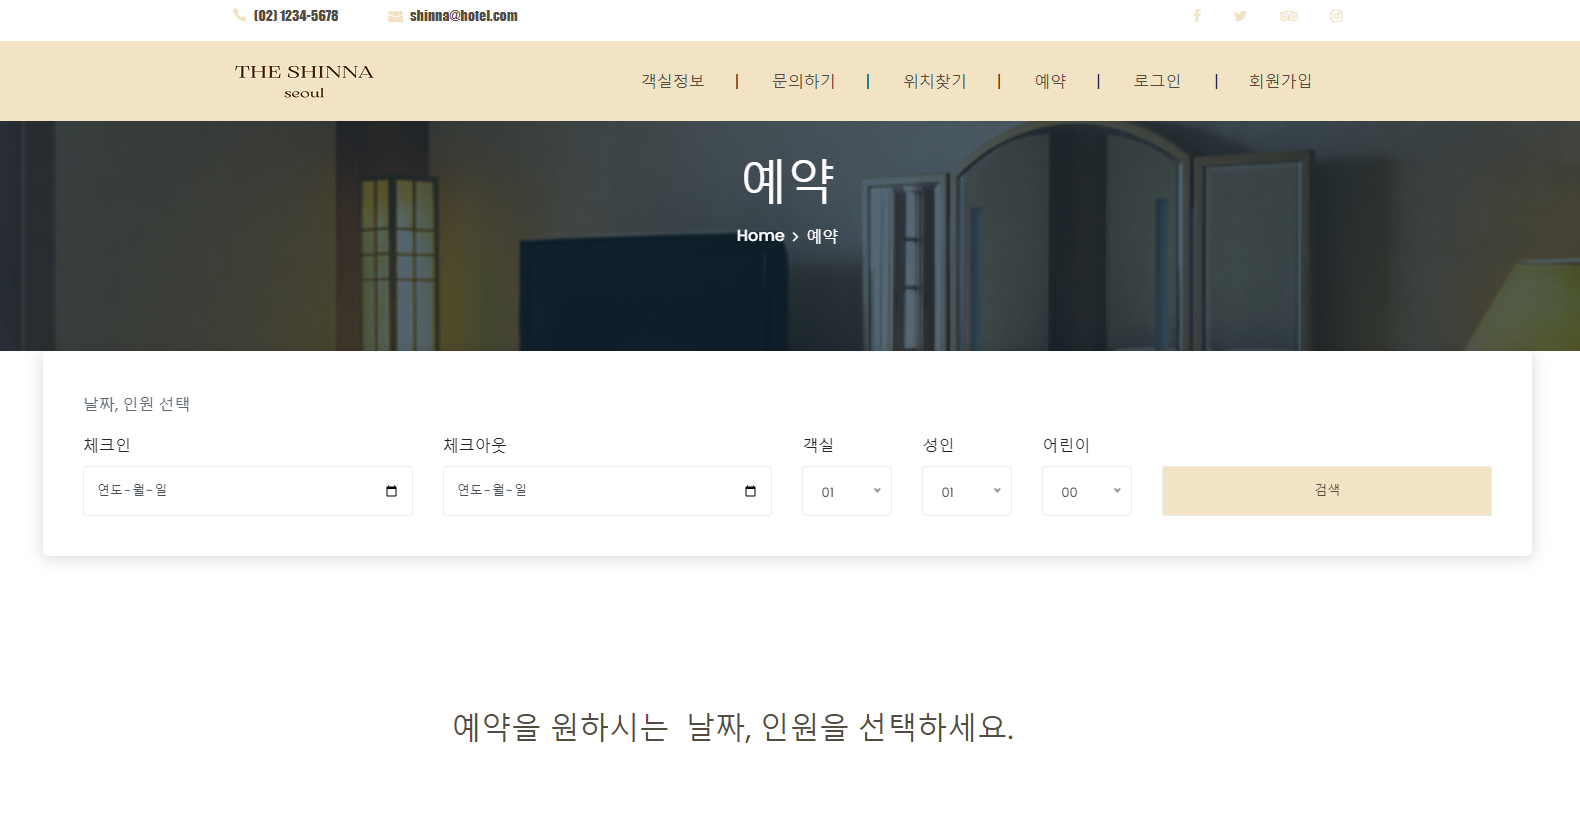 (02) 1234-5678 shinna@hotel.com
THE SHINNA
seoul
객실정보 | 문의하기 | 위치찾기 | 예약 | 로그인 | 회원가입
예약
Home > 예약
날짜, 인원 선택
체크인 체크아웃 객실 성인 어린이
연도-월-일 연도-월-일 01 01 00 검색
예약을 원하시는 날짜, 인원을 선택하세요.